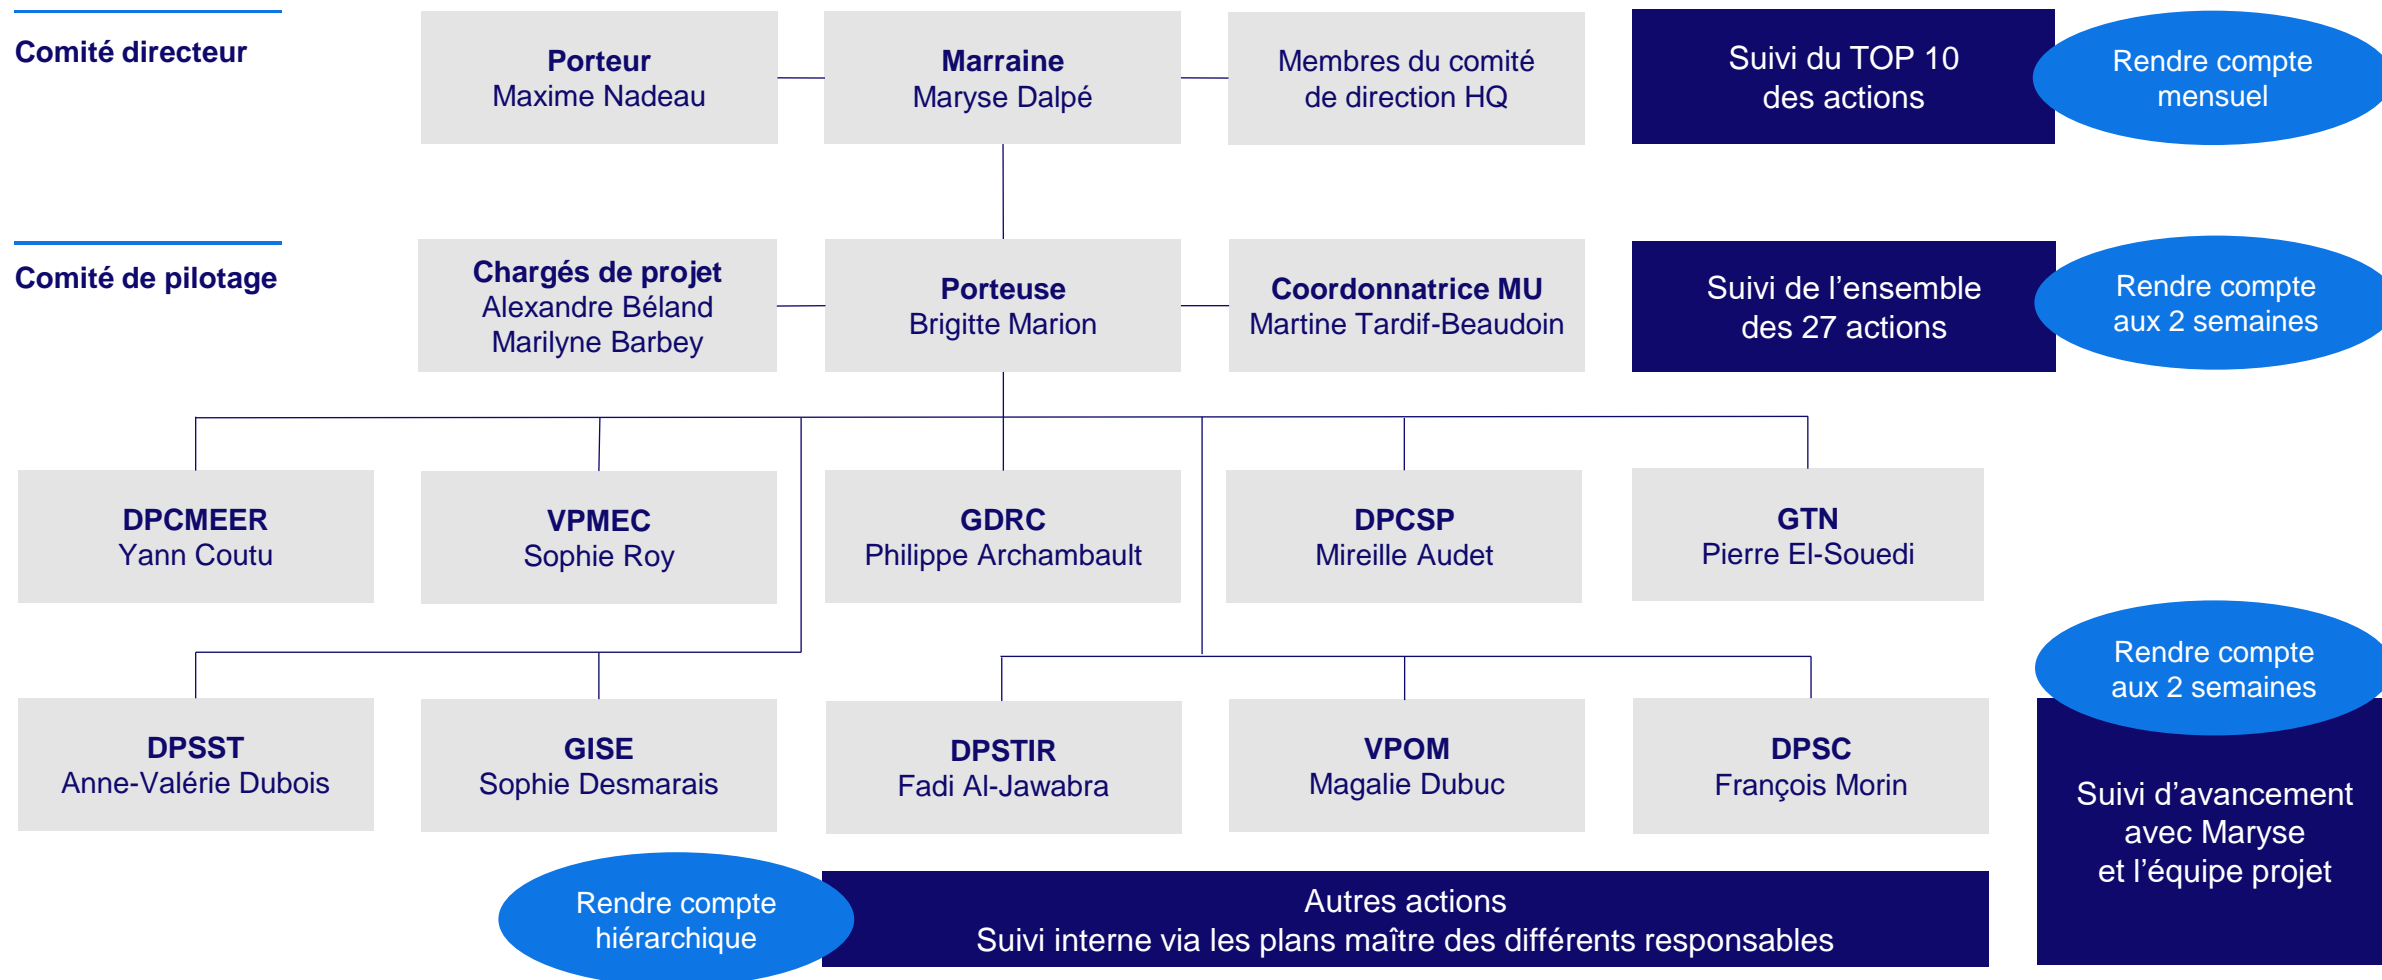 Comité directeur
Porteur
Maxime Nadeau
Marraine
Maryse Dalpé
Membres du comité
de direction HQ
Suivi du TOP 10
des actions
Rendre compte
mensuel
Comité de pilotage
Chargés de projet
Alexandre Béland
Marilyne Barbey
Porteuse
Brigitte Marion
Coordonnatrice MU
Martine Tardif-Beaudoin
Suivi de l’ensemble
des 27 actions
Rendre compte
aux 2 semaines
DPCMEER
Yann Coutu
VPMEC
Sophie Roy
GDRC
Philippe Archambault
DPCSP
Mireille Audet
GTN
Pierre El-Souedi
DPSST
Anne-Valérie Dubois
GISE
Sophie Desmarais
DPSTIR
Fadi Al-Jawabra
VPOM
Magalie Dubuc
DPSC
François Morin
Rendre compte
aux 2 semaines
Suivi d’avancement
avec Maryse
et l’équipe projet
Rendre compte
hiérarchique
Autres actions
Suivi interne via les plans maître des différents responsables